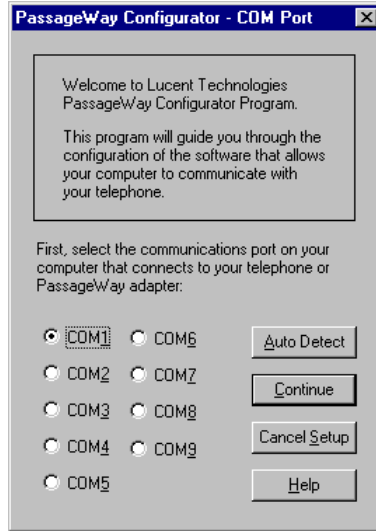 PassageWay Configurator - COM Port
Welcome to Lucent Technologies
PassageWay Configurator Program.
This program will guide you through the
configuration of the software that allows
your computer to communicate with
your telephone.
First, select the communications port on your
computer that connects to your telephone or
PassageWay adapter:
COM1
COM2
COM3
COM4
COM5
COM6
COM7
COM8
COM9
Auto Detect
Continue
Cancel Setup
Help